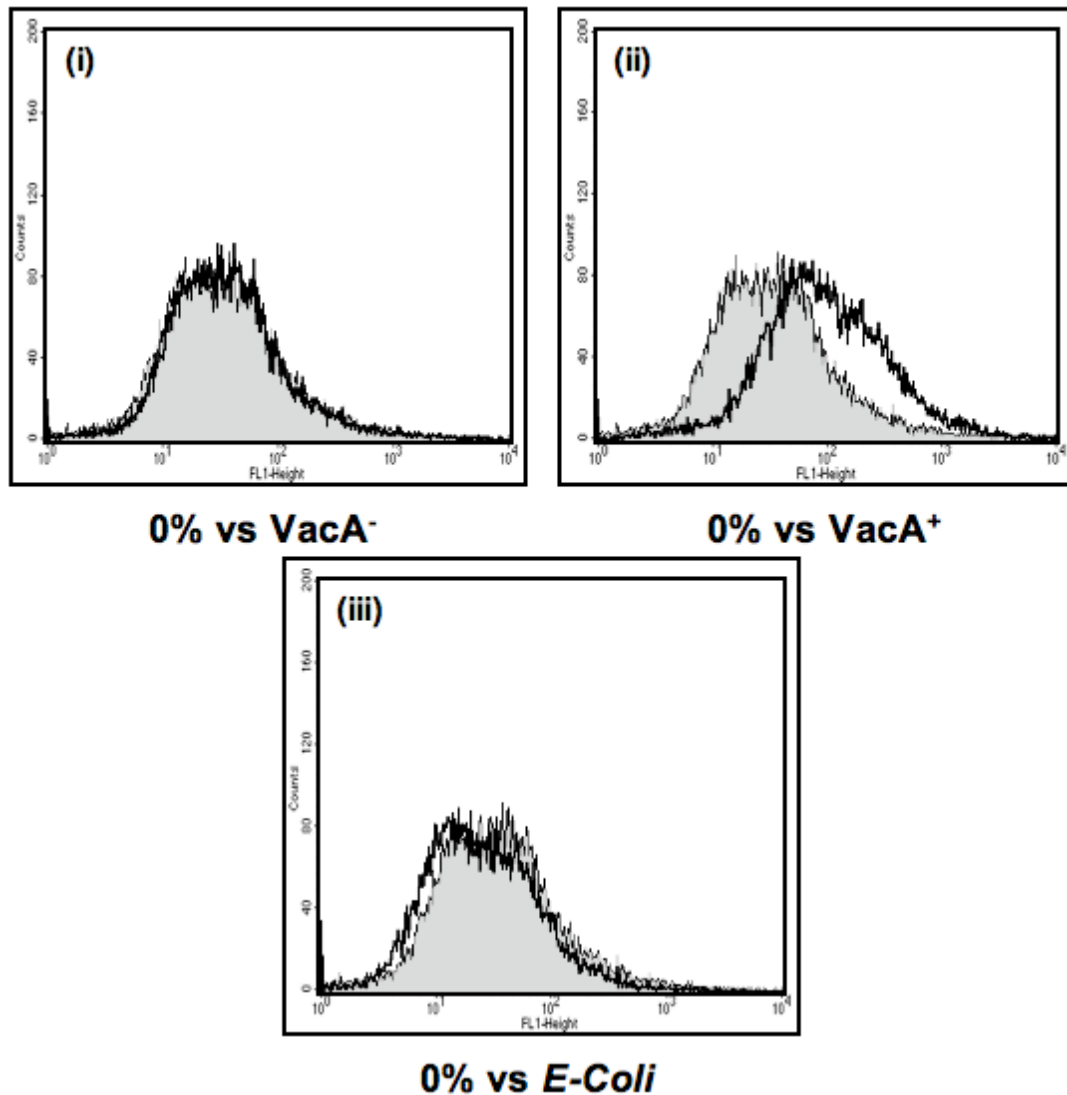 (i)
200
160
120
80
40
0
Counts
10⁰ 10¹ 10² 10³ 10⁴
FL1-Height
0% vs VacA⁻
(ii)
200
160
120
80
40
0
Counts
10⁰ 10¹ 10² 10³ 10⁴
FL1-Height
0% vs VacA⁺
(iii)
200
160
120
80
40
0
Counts
10⁰ 10¹ 10² 10³ 10⁴
FL1-Height
0% vs E-Coli